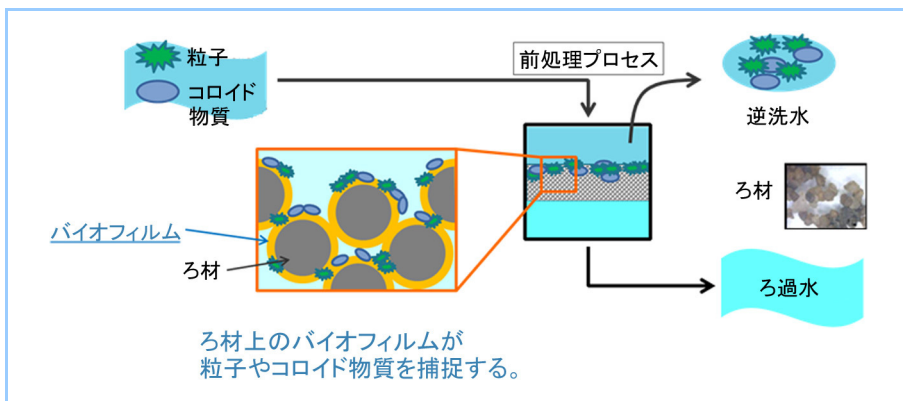 粒子
コロイド
物質
前処理プロセス
逆洗水
ろ材
バイオフィルム
ろ材
ろ過水
ろ材上のバイオフィルムが
粒子やコロイド物質を捕捉する。